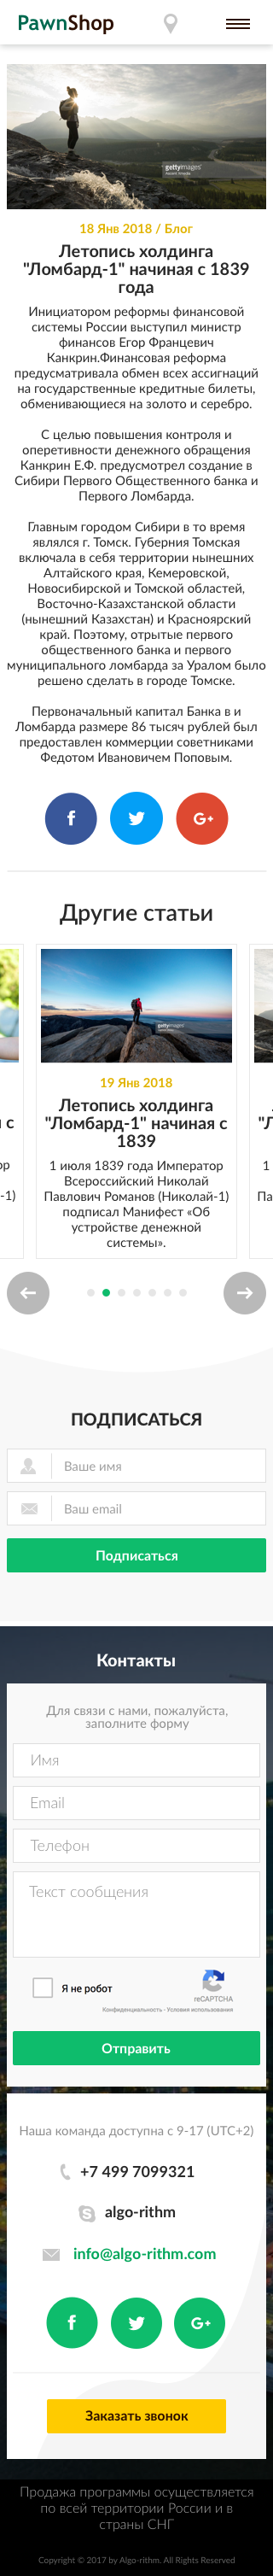 PawnShop
gettyimages
18 Янв 2018 / Блог
Летопись холдинга
"Ломбард-1" начиная с 1839
года
Инициатором реформы финансовой
системы России выступил министр
финансов Егор Францевич
Канкрин.Финансовая реформа
предусматривала обмен всех ассигнаций
на государственные кредитные билеты,
обменивающиеся на золото и серебро.
С целью повышения контроля и
оперативности денежного обращения
Канкрин Е.Ф. предусмотрел создание в
Сибири Первого Общественного банка и
Первого Ломбарда.
Главным городом Сибири в то время
являлся г. Томск. Губерния Томская
включала в себя территории нынешних
Алтайского края, Кемеровской,
Новосибирской и Томской областей,
Восточно-Казахстанской области
(нынешний Казахстан) и Красноярский
край. Поэтому, отрытые первого
общественного банка и первого
муниципального ломбарда за Уралом было
решено сделать в городе Томске.
Первоначальный капитал Банка в и
Ломбарда размере 86 тысяч рублей был
предоставлен коммерции советниками
Федотом Ивановичем Поповым.
f
G+
Другие статьи
gettyimages
19 Янв 2018
Летопись холдинга
"Ломбард-1" начиная с
1839
1 июля 1839 года Император
Всероссийский Николай
Павлович Романов (Николай-1)
подписал Манифест «Об
устройстве денежной
системы».
ПОДПИСАТЬСЯ
Ваше имя
Ваш email
Подписаться
Контакты
Для связи с нами, пожалуйста,
заполните форму
Имя
Email
Телефон
Текст сообщения
Я не робот
reCAPTCHA
Конфиденциальность - Условия использования
Отправить
Наша команда доступна с 9-17 (UTC+2)
+7 499 7099321
algo-rithm
info@algo-rithm.com
f
G+
Заказать звонок
Продажа программы осуществляется
по всей территории России и в
страны СНГ
Copyright © 2017 by Algo-rithm. All Rights Reserved